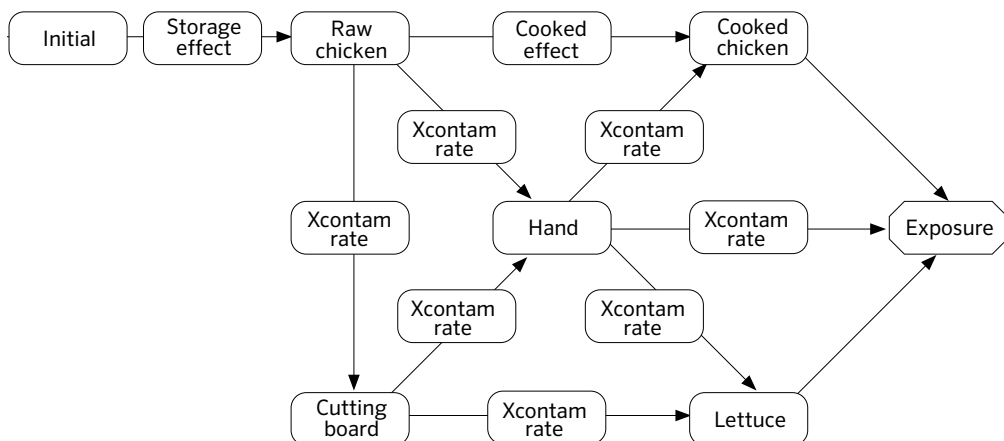 Initial
Storage
effect
Raw
chicken
Cooked
effect
Cooked
chicken
Xcontam
rate
Xcontam
rate
Xcontam
rate
Hand
Xcontam
rate
Exposure
Xcontam
rate
Xcontam
rate
Cutting
board
Xcontam
rate
Lettuce